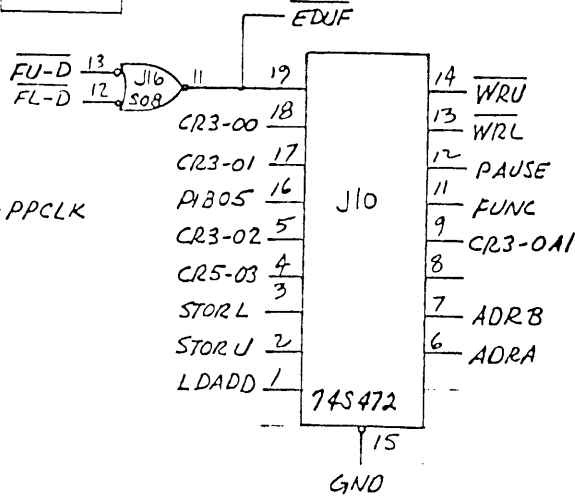 EDUF
FU-D 13
J16
11
FL-D 12
S08
19
14 WRU
CR3-00 18
13 WRL
CR3-01 17
12 PAUSE
PPCLK
PIB05 16
J10
11 FUNC
CR3-02 5
9 CR3-0A1
CR5-03 4
8
STORL 3
7 ADRB
STORU 2
6 ADRA
LDADD 1
74S472
15
GND